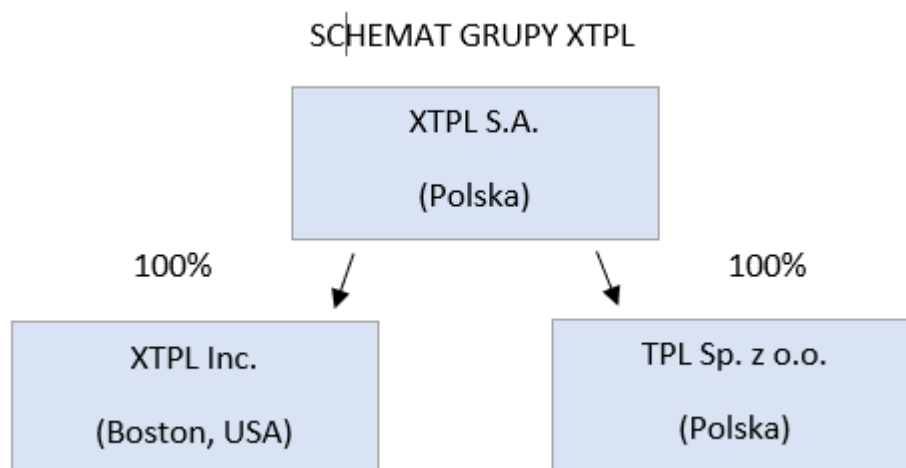 SCHEMAT GRUPY XTPL
XTPL S.A.
(Polska)
100%
100%
XTPL Inc.
(Boston, USA)
TPL Sp. z o.o.
(Polska)